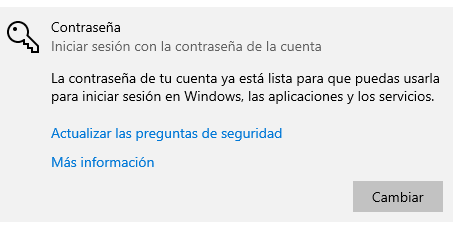 Contraseña
Iniciar sesión con la contraseña de la cuenta
La contraseña de tu cuenta ya está lista para que puedas usarla
para iniciar sesión en Windows, las aplicaciones y los servicios.
Actualizar las preguntas de seguridad
Más información
Cambiar